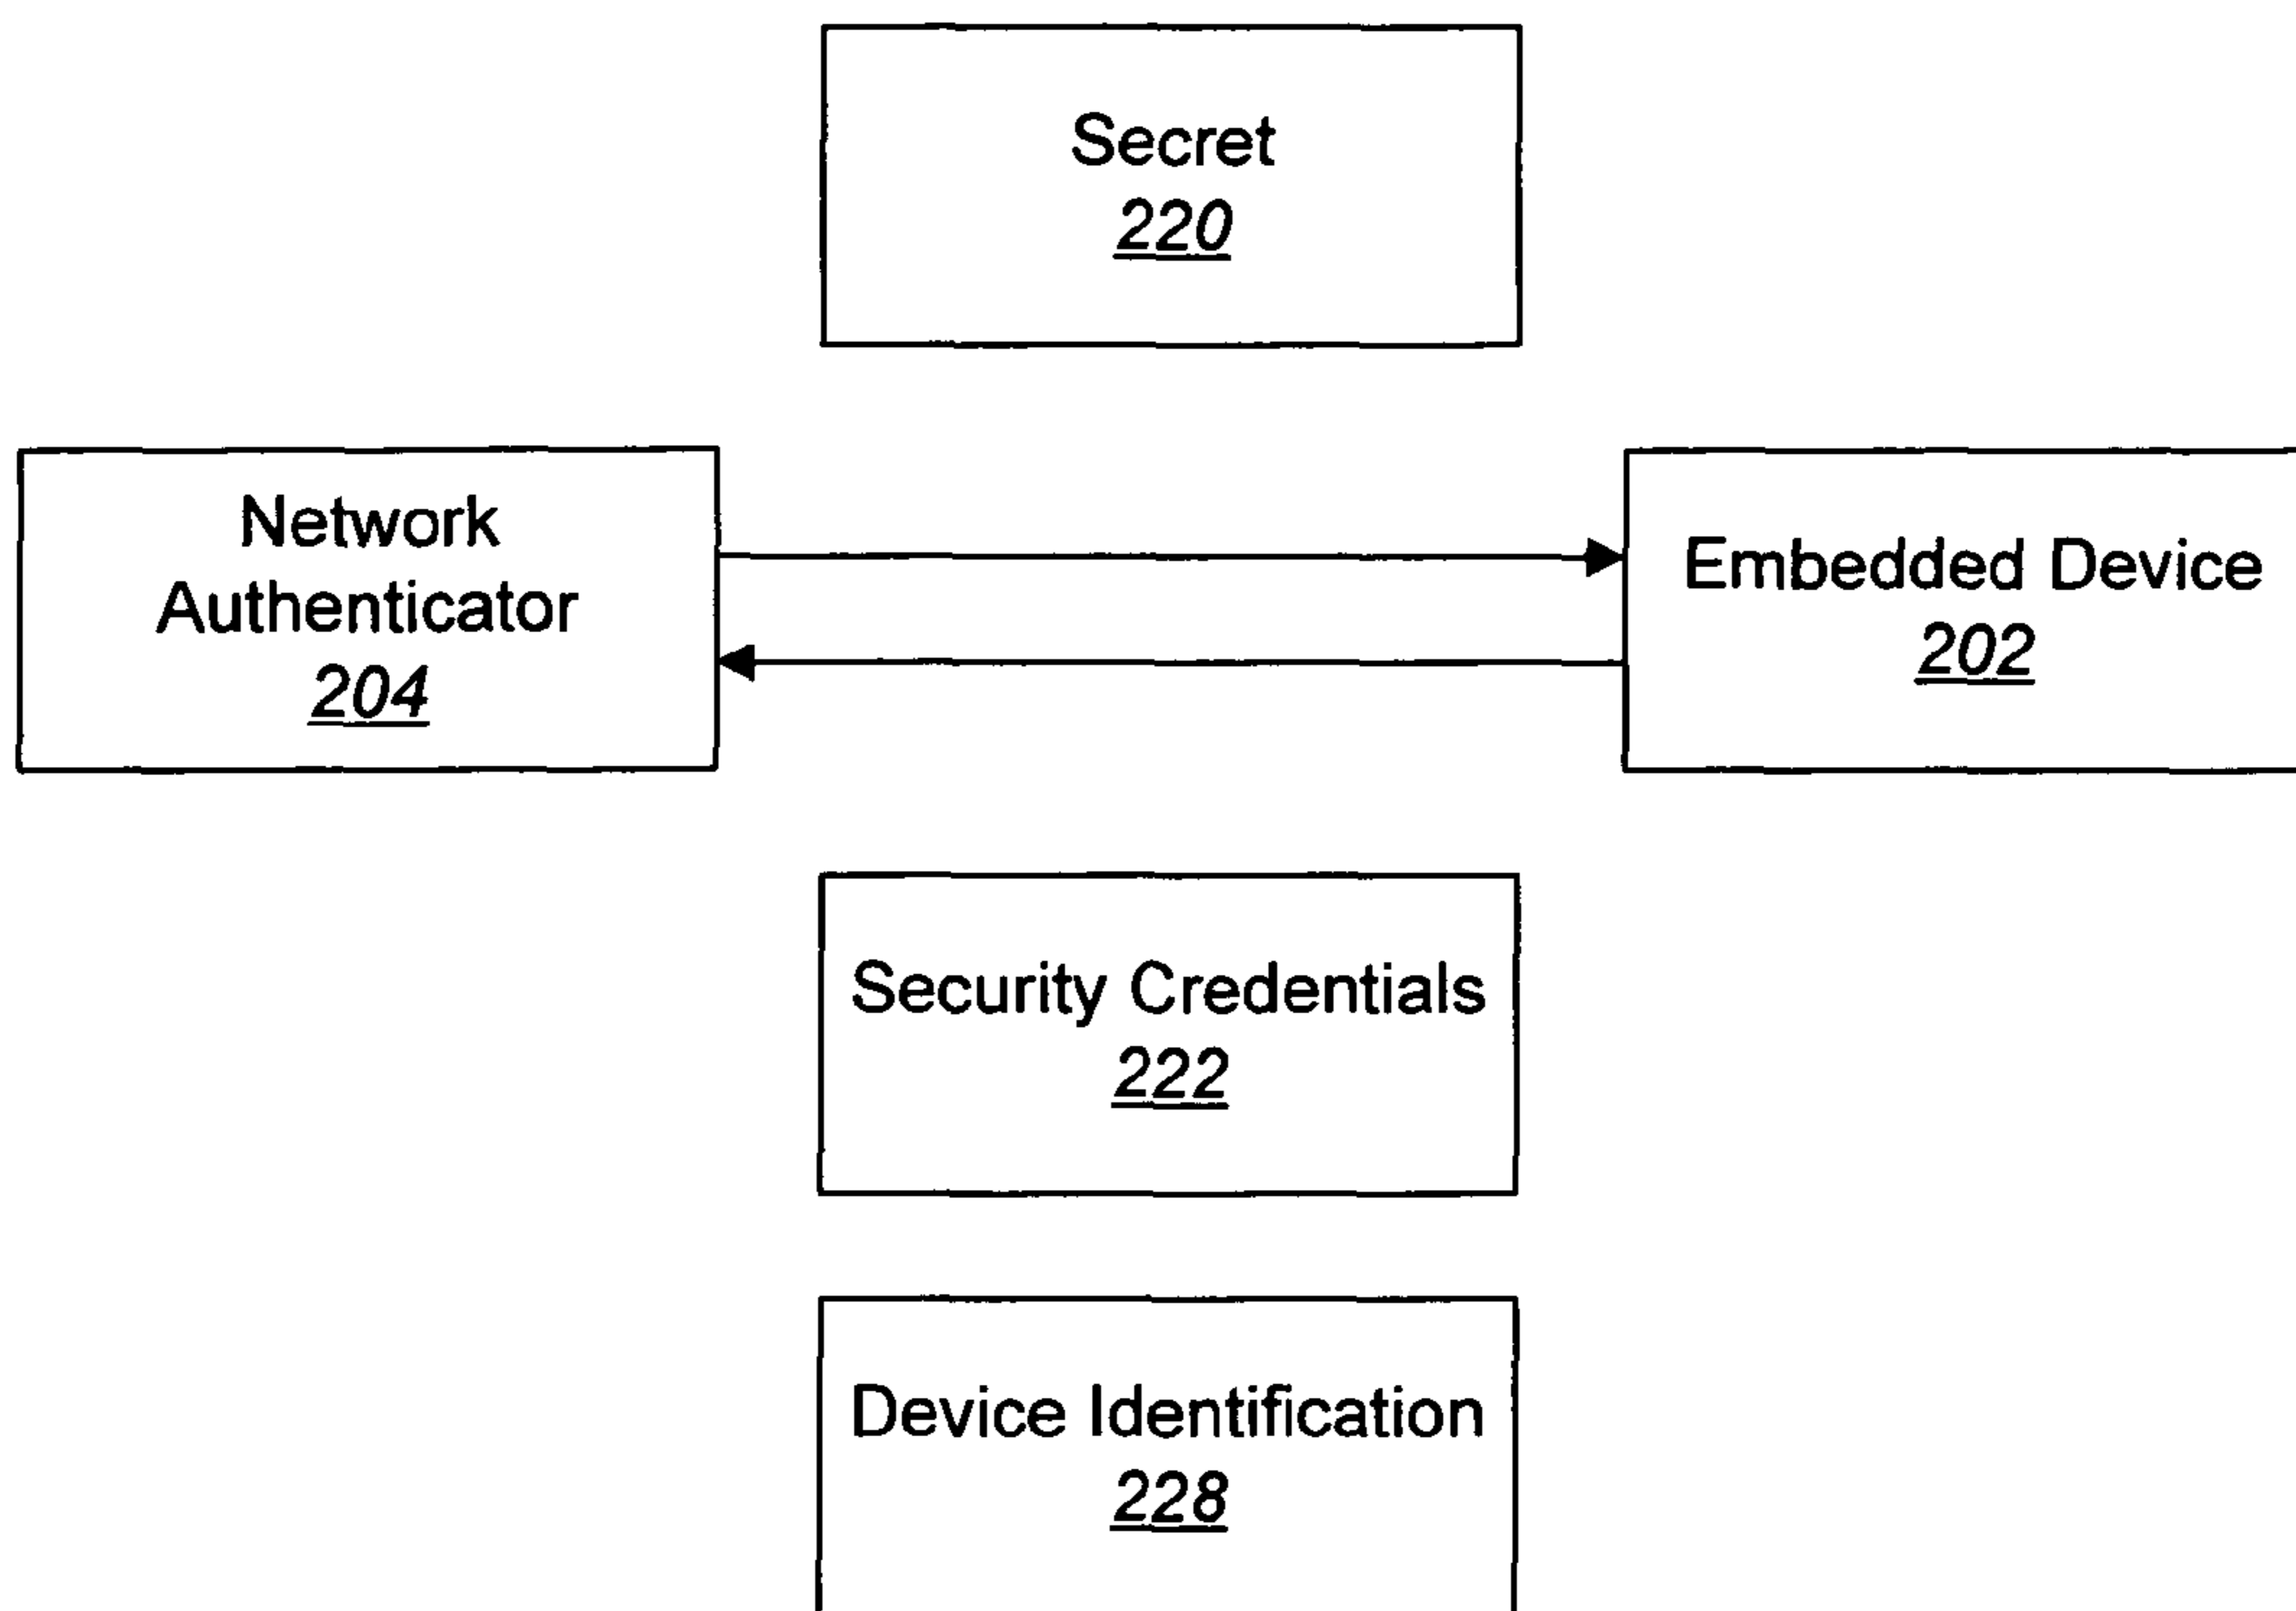 Secret
220
Network
Authenticator
204
Embedded Device
202
Security Credentials
222
Device Identification
228